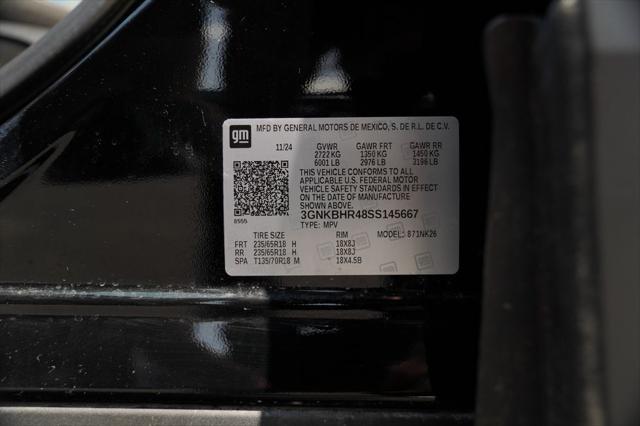 gm MFD BY GENERAL MOTORS DE MEXICO, S. DE R.L. DE C.V.
11/24 GVWR GAWR FRT GAWR RR
2722 KG 1350 KG 1450 KG
6001 LB 2976 LB 3196 LB
THIS VEHICLE CONFORMS TO ALL
APPLICABLE U.S. FEDERAL MOTOR
VEHICLE SAFETY STANDARDS IN EFFECT
ON THE DATE OF MANUFACTURE
SHOWN ABOVE.
3GNKBHR48SS145667
8555 TYPE: MPV
TIRE SIZE RIM MODEL: 871NK26
FRT 235/65R18 H 18X8J
RR 235/65R18 H 18X8J
SPA T135/70R18 M 18X4.5B